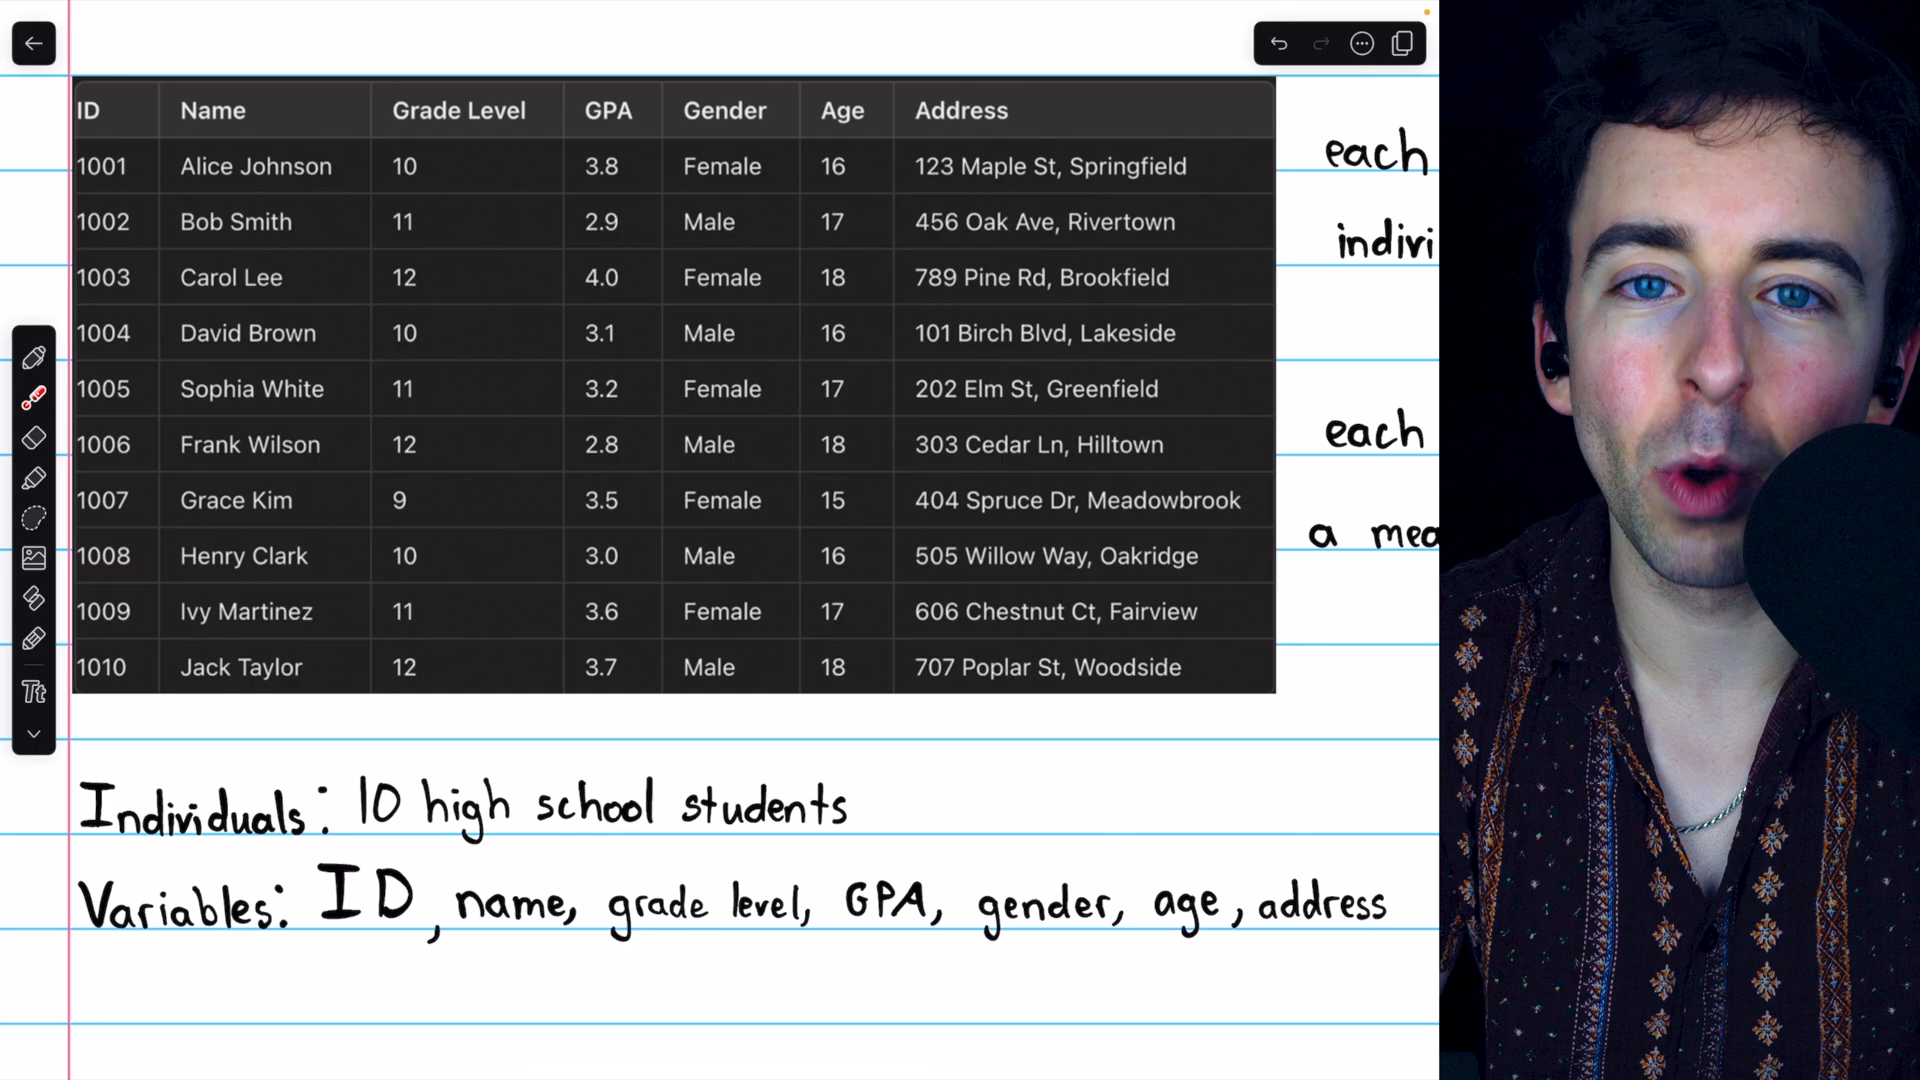 ID Name Grade Level GPA Gender Age Address
1001 Alice Johnson 10 3.8 Female 16 123 Maple St, Springfield
1002 Bob Smith 11 2.9 Male 17 456 Oak Ave, Rivertown
1003 Carol Lee 12 4.0 Female 18 789 Pine Rd, Brookfield
1004 David Brown 10 3.1 Male 16 101 Birch Blvd, Lakeside
1005 Sophia White 11 3.2 Female 17 202 Elm St, Greenfield
1006 Frank Wilson 12 2.8 Male 18 303 Cedar Ln, Hilltown
1007 Grace Kim 9 3.5 Female 15 404 Spruce Dr, Meadowbrook
1008 Henry Clark 10 3.0 Male 16 505 Willow Way, Oakridge
1009 Ivy Martinez 11 3.6 Female 17 606 Chestnut Ct, Fairview
1010 Jack Taylor 12 3.7 Male 18 707 Poplar St, Woodside
each
indivi
each
a mea
Tt
Individuals: 10 high school students
Variables: ID, name, grade level, GPA, gender, age, address